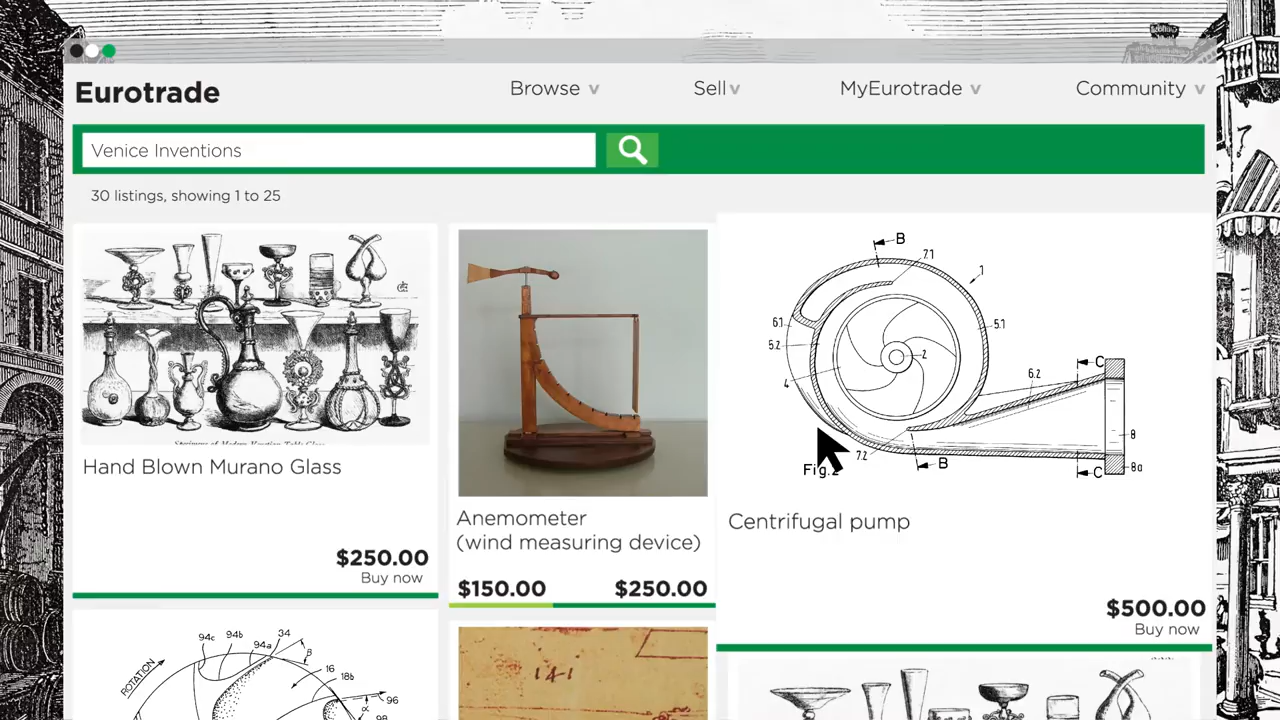 Eurotrade
Browse
Sell
MyEurotrade
Community
Venice Inventions
30 listings, showing 1 to 25
Hand Blown Murano Glass
$250.00
Buy now
Anemometer
(wind measuring device)
$150.00 $250.00
B
7.1
1
6.1
5.1
5.2
2
C
6.2
4
8
7.2
B
C
8a
Fig.2
Centrifugal pump
$500.00
Buy now
94c 94b 94a 34
β
ROTATION
16
18b
96
α
98
141